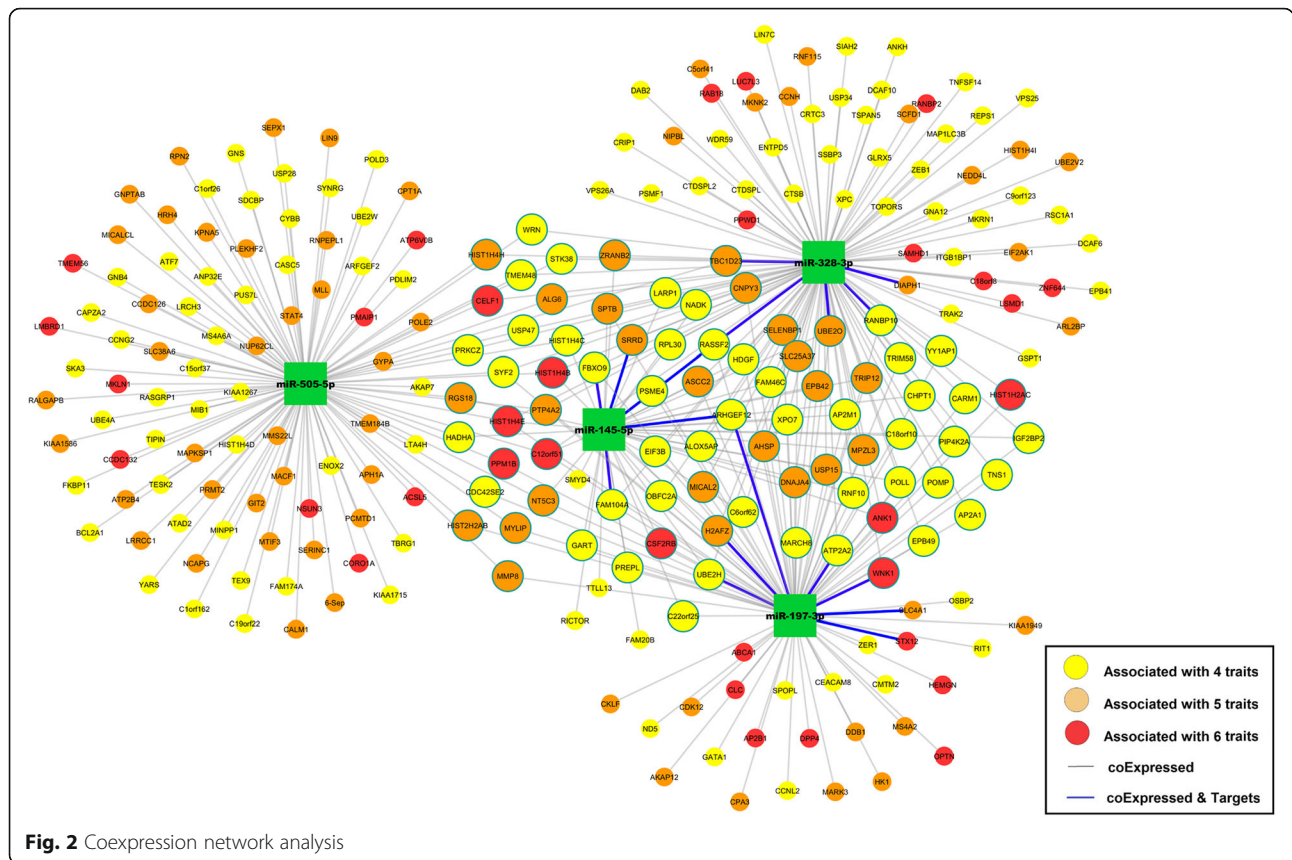 LIN7C
SIAH2
ANKH
RNF115
C5orf41
LUC7L3
TNFSF14
DAB2
RAB18
MKNK2
CCNH
USP34
DCAF10
RANBP2
VPS25
CRTC3
TSPAN5
SCFD1
REPS1
NIPBL
WDR59
ENTPD5
MAP1LC3B
CRIP1
SSBP3
GLRX5
HIST1H4I
ZEB1
UBE2V2
VPS26A
PSMF1
CTDSPL2
CTDSPL
CTSB
XPC
NEDD4L
C9orf123
TOPORS
GNA12
MKRN1
RSC1A1
PPWD1
SAMHD1
ITGB1BP1
EIF2AK1
DCAF6
miR-328-3p
DIAPH1
C18orf8
ZNF644
EPB41
LSMD1
TRAK2
ARL2BP
GSPT1
SEPX1
LIN9
RPN2
GNS
POLD3
USP28
SYNRG
GNPTAB
C1orf26
SDCBP
CPT1A
HRH4
CYBB
UBE2W
MICALCL
KPNA5
RNPEPL1
PLEKHF2
ATP6V0B
TMEM56
ATF7
CASC5
ARFGEF2
GNB4
ANP32E
MLL
PDLIM2
CCDC126
PUS7L
CAPZA2
LRCH3
PMAIP1
LMBRD1
MS4A6A
STAT4
POLE2
CCNG2
SLC38A6
NUP62CL
GYPA
SKA3
C15orf37
miR-505-5p
MKLN1
RASGRP1
KIAA1267
AKAP7
RALGAPB
UBE4A
MIB1
TMEM184B
KIAA1586
TIPIN
HIST1H4D
MMS22L
LTA4H
CCDC132
MAPKSP1
ENOX2
FKBP11
TESK2
PRMT2
MACF1
APH1A
ATP2B4
GIT2
ACSL5
BCL2A1
ATAD2
NSUN3
PCMTD1
LRRCC1
MINPP1
MTIF3
SERINC1
TBRG1
NCAPG
CORO1A
YARS
TEX9
FAM174A
KIAA1715
C1orf162
6-Sep
C19orf22
CALM1
WRN
HIST1H4H
STK38
ZRANB2
TBC1D23
TMEM48
CELF1
ALG6
LARP1
NADK
CNPY3
SPTB
USP47
HIST1H4C
SRRD
RPL30
RASSF2
SELENBP1
UBE2O
RANBP10
PRKCZ
SLC25A37
TRIM58
YY1AP1
SYF2
FBXO9
HDGF
HIST1H4B
PSME4
ASCC2
FAM46C
EPB42
TRIP12
CHPT1
CARM1
HIST1H2AC
RGS18
PTP4A2
HIST1H4E
ARHGEF12
XPO7
AP2M1
miR-145-5p
C18orf10
HADHA
C12orf51
AHSP
PIP4K2A
IGF2BP2
PPM1B
EIF3B
ALOX5AP
MPZL3
CDC42SE2
SMYD4
USP15
TNS1
NT5C3
MICAL2
DNAJA4
POLL
POMP
OBFC2A
RNF10
FAM104A
C6orf62
AP2A1
HIST2H2AB
MYLIP
CSF2RB
H2AFZ
ANK1
GART
MARCH8
ATP2A2
EPB49
PREPL
MMP8
UBE2H
WNK1
TTLL13
C22orf25
miR-197-3p
RICTOR
FAM20B
OSBP2
SLC4A1
KIAA1949
STX12
ZER1
RIT1
ABCA1
CEACAM8
CMTM2
HEMGN
CLC
SPOPL
CKLF
CDK12
ND5
DDB1
MS4A2
AP2B1
DPP4
OPTN
GATA1
AKAP12
HK1
CCNL2
MARK3
CPA3
Associated with 4 traits
Associated with 5 traits
Associated with 6 traits
coExpressed
coExpressed & Targets
Fig. 2 Coexpression network analysis